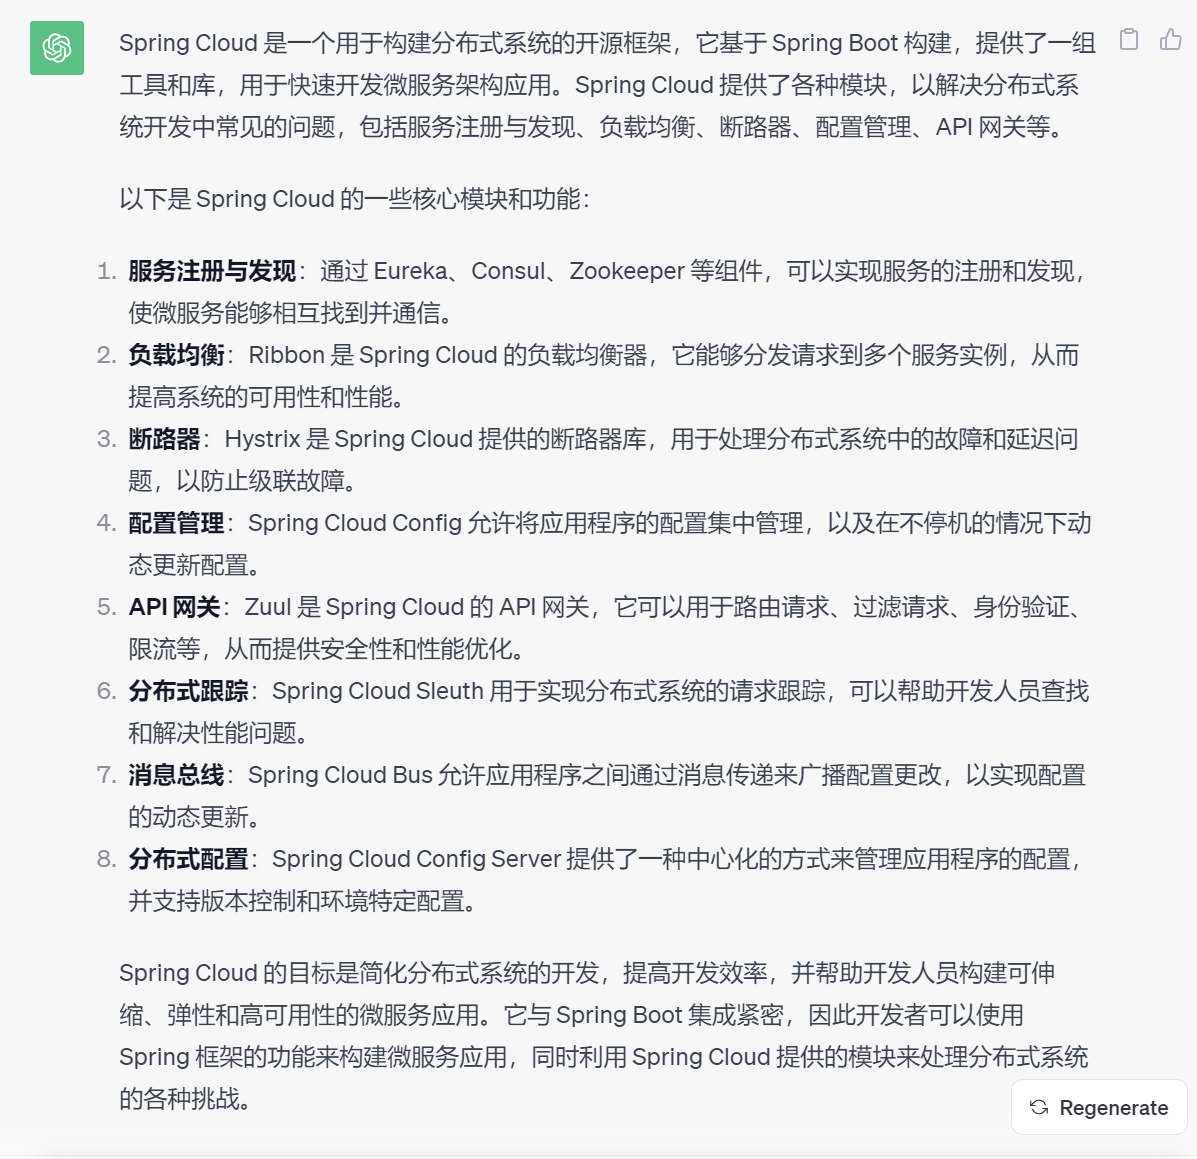 Spring Cloud 是一个用于构建分布式系统的开源框架，它基于 Spring Boot 构建，提供了一组
工具和库，用于快速开发微服务架构应用。Spring Cloud 提供了各种模块，以解决分布式系
统开发中常见的问题，包括服务注册与发现、负载均衡、断路器、配置管理、API 网关等。
以下是 Spring Cloud 的一些核心模块和功能：
1. 服务注册与发现：通过 Eureka、Consul、Zookeeper 等组件，可以实现服务的注册和发现，
使微服务能够相互找到并通信。
2. 负载均衡：Ribbon 是 Spring Cloud 的负载均衡器，它能够分发请求到多个服务实例，从而
提高系统的可用性和性能。
3. 断路器：Hystrix 是 Spring Cloud 提供的断路器库，用于处理分布式系统中的故障和延迟问
题，以防止级联故障。
4. 配置管理：Spring Cloud Config 允许将应用程序的配置集中管理，以及在不停机的情况下动
态更新配置。
5. API 网关：Zuul 是 Spring Cloud 的 API 网关，它可以用于路由请求、过滤请求、身份验证、
限流等，从而提供安全性和性能优化。
6. 分布式跟踪：Spring Cloud Sleuth 用于实现分布式系统的请求跟踪，可以帮助开发人员查找
和解决性能问题。
7. 消息总线：Spring Cloud Bus 允许应用程序之间通过消息传递来广播配置更改，以实现配置
的动态更新。
8. 分布式配置：Spring Cloud Config Server 提供了一种中心化的方式来管理应用程序的配置，
并支持版本控制和环境特定配置。
Spring Cloud 的目标是简化分布式系统的开发，提高开发效率，并帮助开发人员构建可伸
缩、弹性和高可用性的微服务应用。它与 Spring Boot 集成紧密，因此开发者可以使用
Spring 框架的功能来构建微服务应用，同时利用 Spring Cloud 提供的模块来处理分布式系统
的各种挑战。
Regenerate